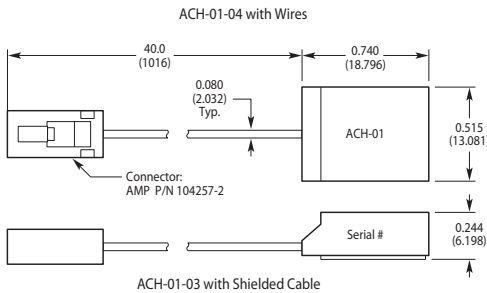 ACH-01-04 with Wires
40.0
(1016)
0.740
(18.796)
0.080
(2.032)
Typ.
ACH-01
0.515
(13.081)
Connector:
AMP P/N 104257-2
Serial #
0.244
(6.198)
ACH-01-03 with Shielded Cable